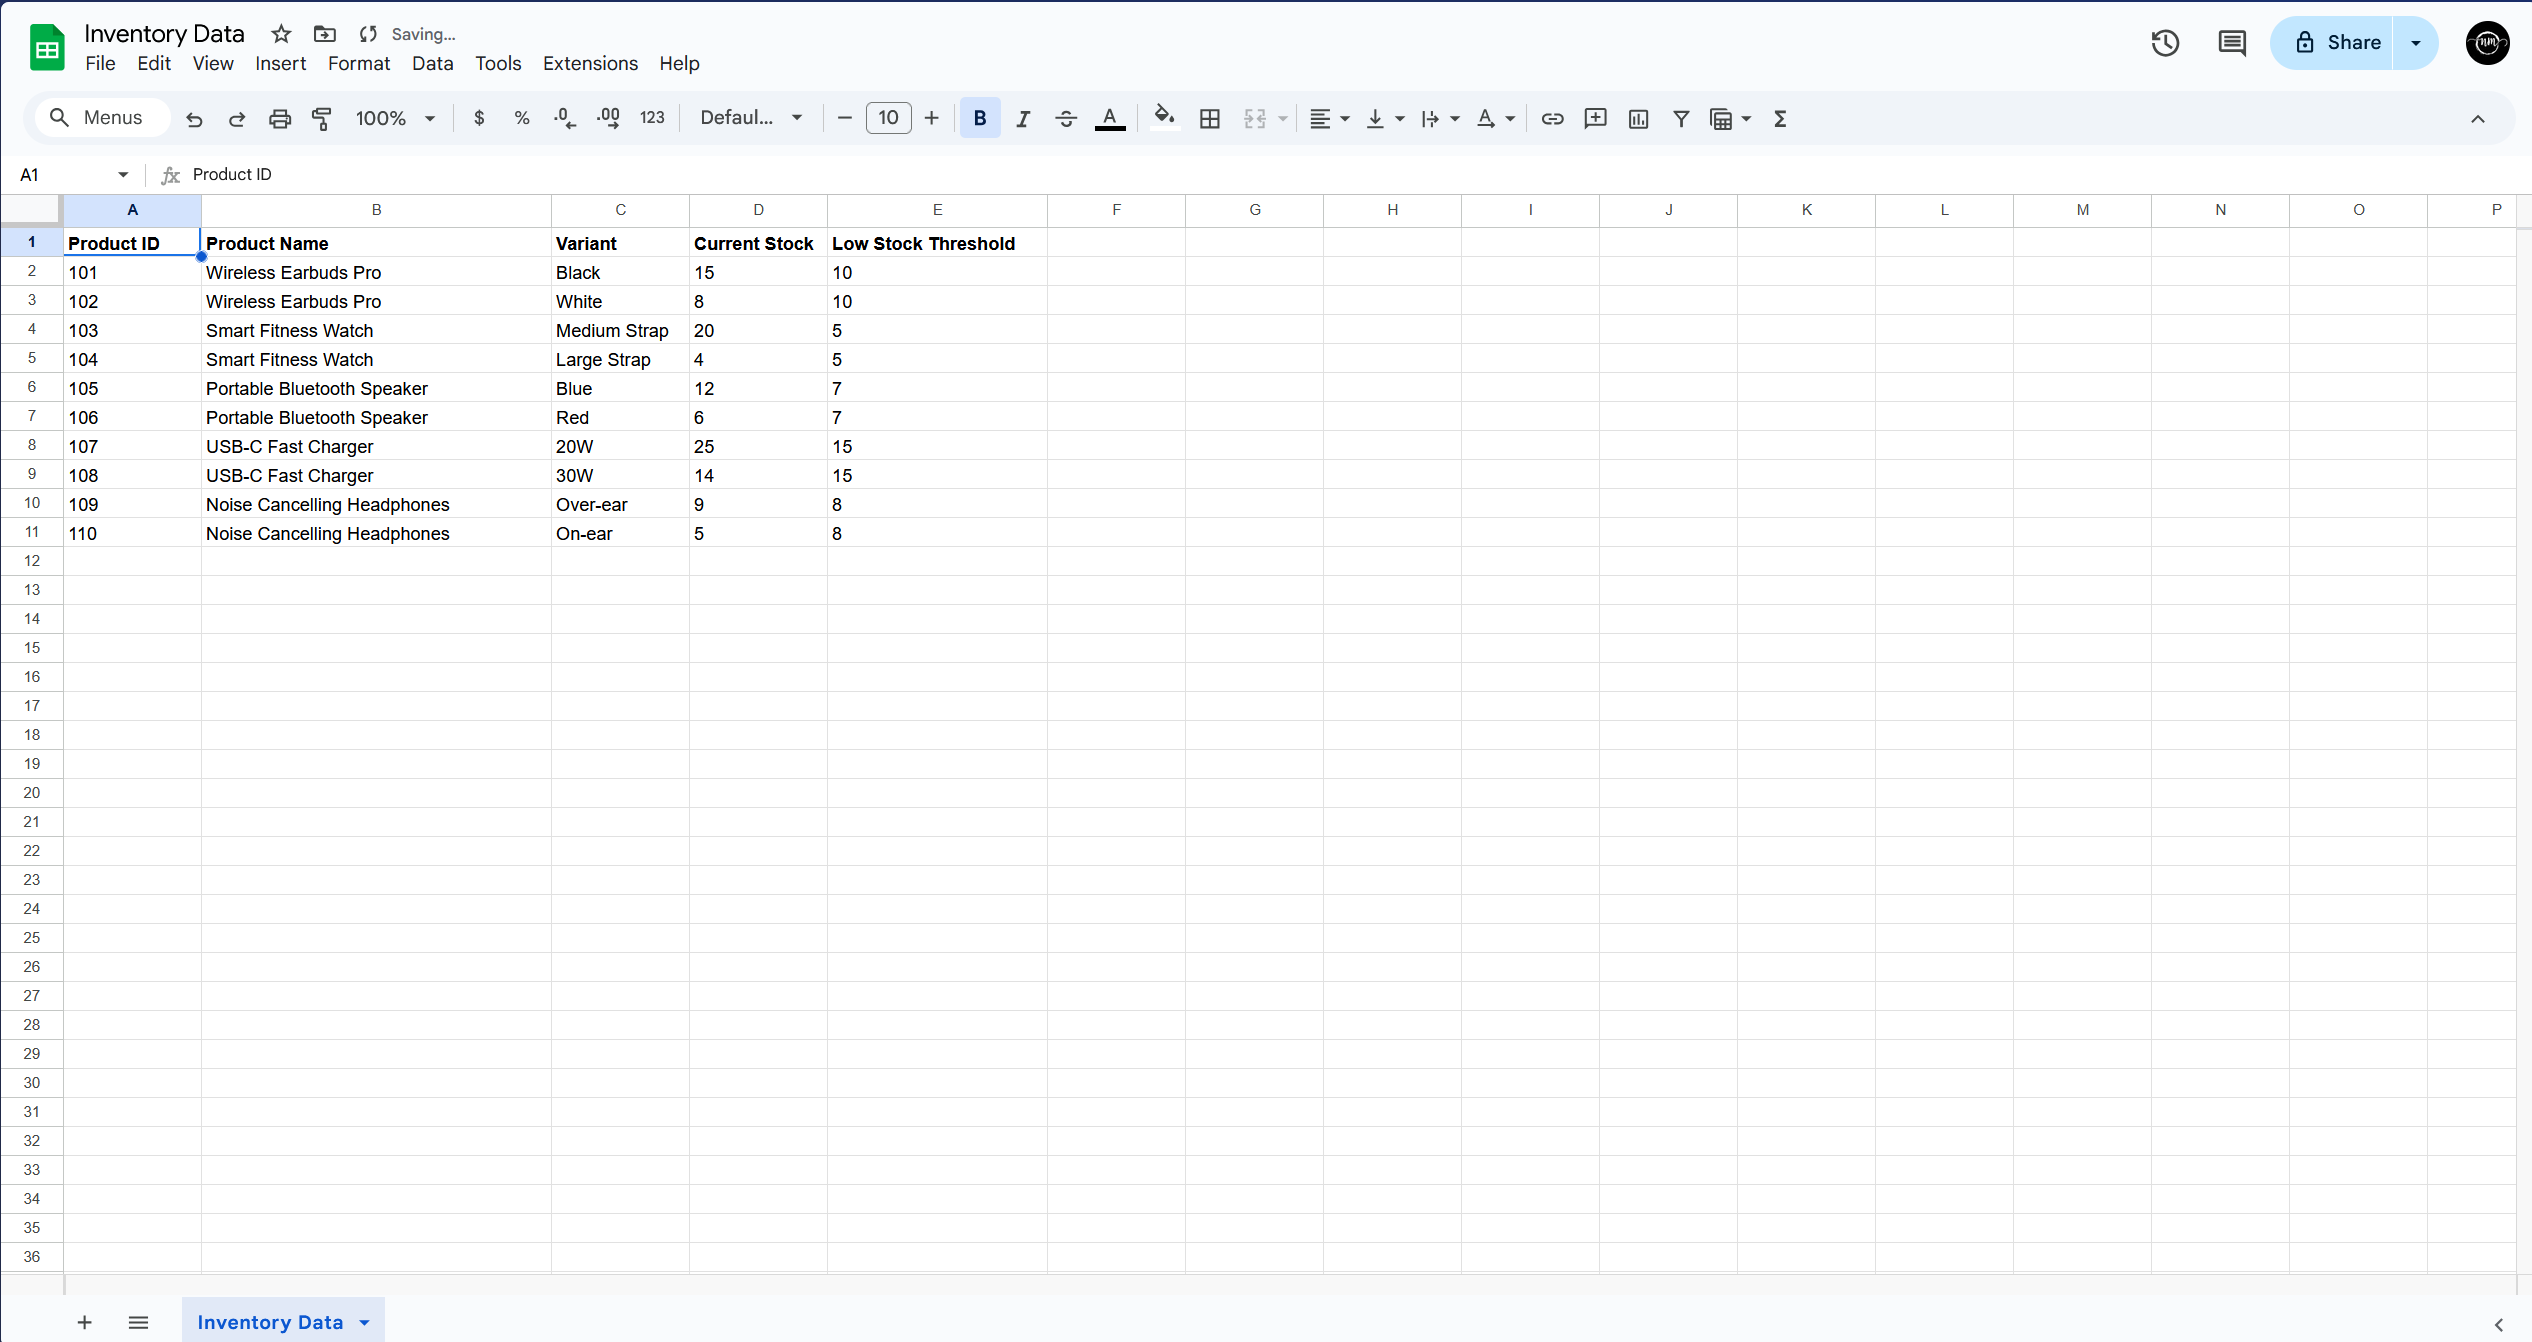 Inventory Data Saving...
File Edit View Insert Format Data Tools Extensions Help
Share
Menus 100% $ % .0 .00 123 Defaul... 10 B I A A Σ
A1 fx Product ID
A B C D E F G H I J K L M N O P
1 Product ID Product Name Variant Current Stock Low Stock Threshold
2 101 Wireless Earbuds Pro Black 15 10
3 102 Wireless Earbuds Pro White 8 10
4 103 Smart Fitness Watch Medium Strap 20 5
5 104 Smart Fitness Watch Large Strap 4 5
6 105 Portable Bluetooth Speaker Blue 12 7
7 106 Portable Bluetooth Speaker Red 6 7
8 107 USB-C Fast Charger 20W 25 15
9 108 USB-C Fast Charger 30W 14 15
10 109 Noise Cancelling Headphones Over-ear 9 8
11 110 Noise Cancelling Headphones On-ear 5 8
12
13
14
15
16
17
18
19
20
21
22
23
24
25
26
27
28
29
30
31
32
33
34
35
36
Inventory Data